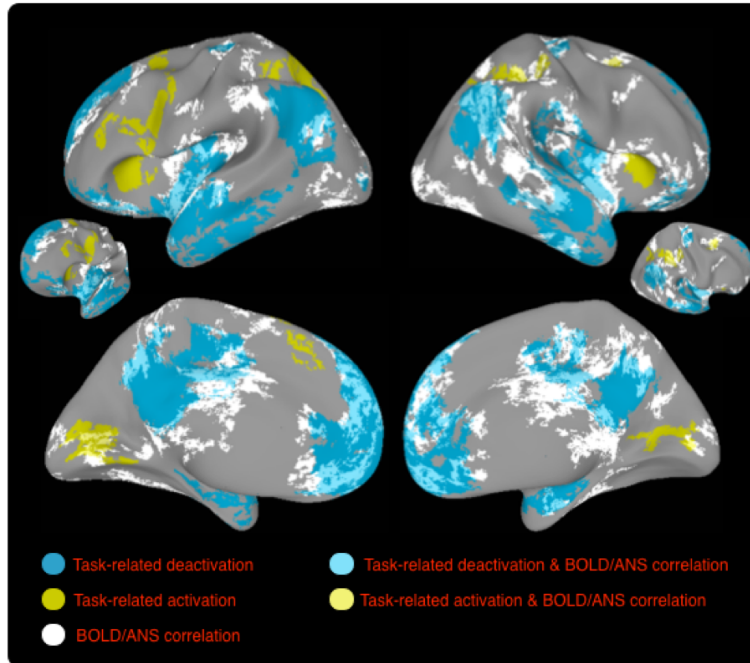 Task-related deactivation
Task-related deactivation & BOLD/ANS correlation
Task-related activation
Task-related activation & BOLD/ANS correlation
BOLD/ANS correlation